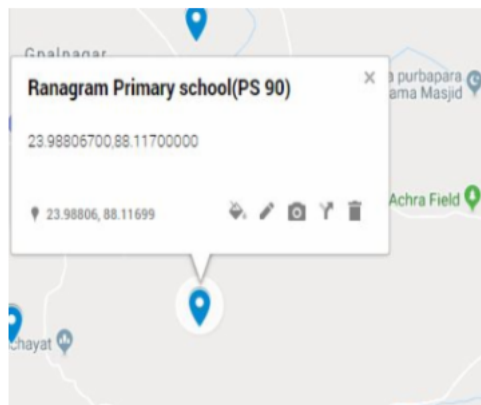 Gpalnagar
Ranagram Primary school(PS 90)
×
23.98806700,88.11700000
23.98806, 88.11699
a purbapara
ama Masjid
Achra Field
chayat